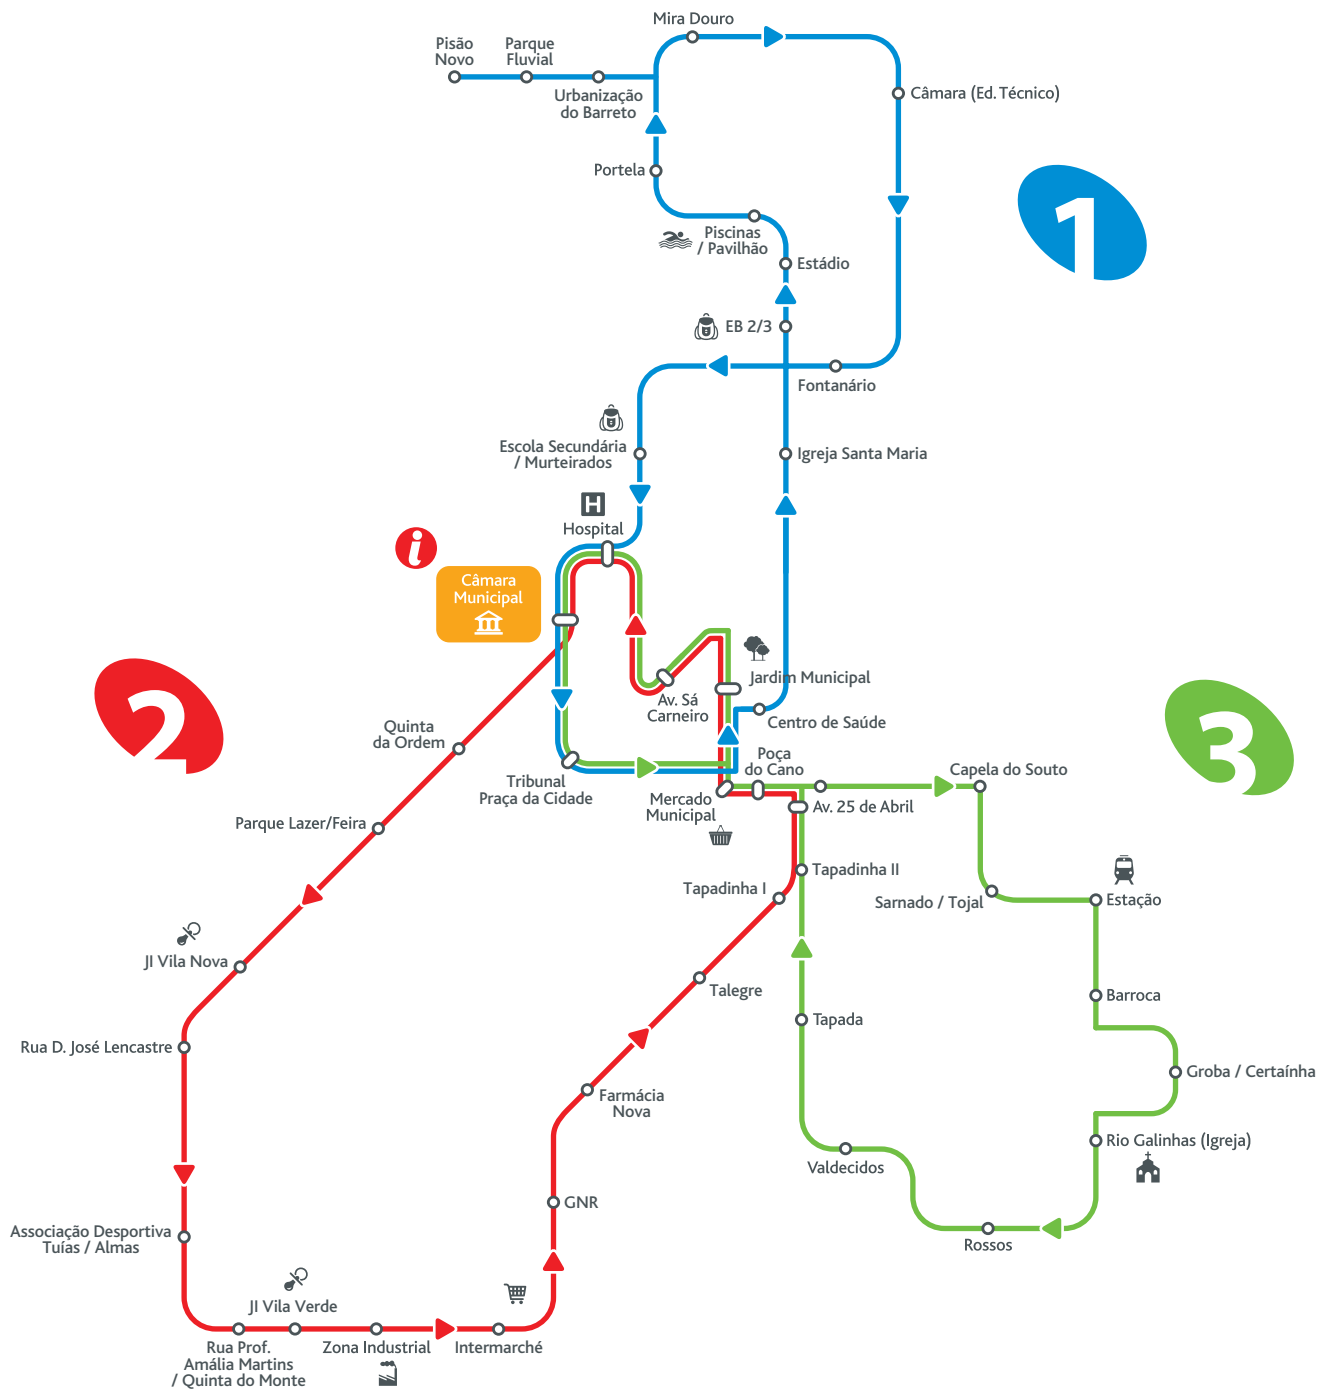 Mira Douro
Pisão
Novo
Parque
Fluvial
Urbanização
do Barreto
Câmara (Ed. Técnico)
Portela
1
Piscinas
/ Pavilhão
Estádio
EB 2/3
Fontanário
Escola Secundária
/ Murteirados
Igreja Santa Maria
H
Hospital
i
Câmara
Municipal
Jardim Municipal
2
Av. Sá
Carneiro
Centro de Saúde
3
Quinta
da Ordem
Poça
do Cano
Capela do Souto
Tribunal
Praça da Cidade
Mercado
Municipal
Av. 25 de Abril
Parque Lazer/Feira
Tapadinha I
Tapadinha II
Sarnado / Tojal
Estação
JI Vila Nova
Talegre
Barroca
Tapada
Rua D. José Lencastre
Groba / Certaínha
Farmácia
Nova
Rio Galinhas (Igreja)
Valdecidos
GNR
Associação Desportiva
Tuías / Almas
Rossos
JI Vila Verde
Rua Prof.
Amália Martins
/ Quinta do Monte
Zona Industrial
Intermarché